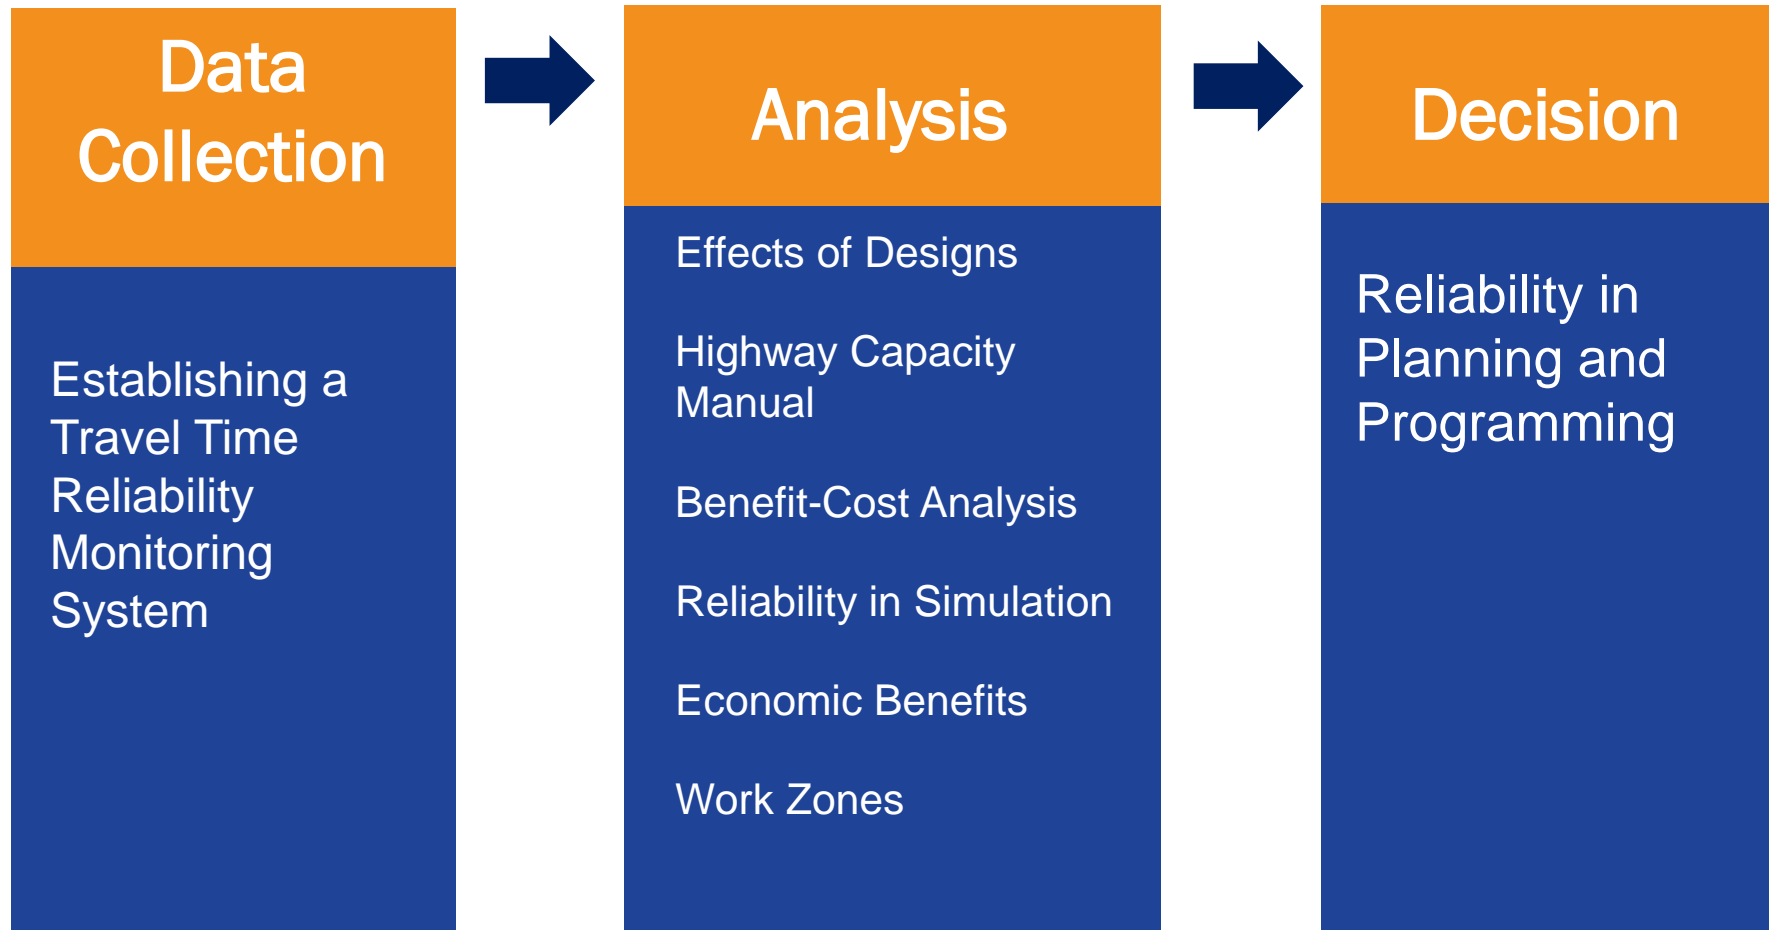 Data
Collection
Establishing a
Travel Time
Reliability
Monitoring
System
Analysis
Effects of Designs
Highway Capacity
Manual
Benefit-Cost Analysis
Reliability in Simulation
Economic Benefits
Work Zones
Decision
Reliability in
Planning and
Programming